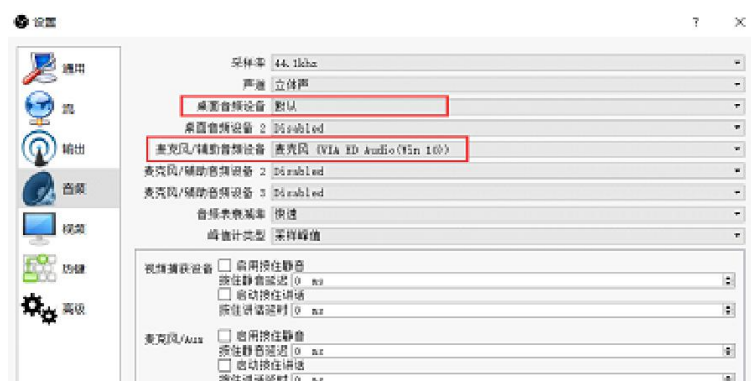 设置
? ×
通用
流
输出
音频
视频
热键
高级
采样率 44.1khz
声道 立体声
桌面音频设备 默认
桌面音频设备 2 Disabled
麦克风/辅助音频设备 麦克风 (VIA HD Audio(Win 10))
麦克风/辅助音频设备 2 Disabled
麦克风/辅助音频设备 3 Disabled
音频表衰减率 快速
峰值计类型 采样峰值
视频捕获设备 启用按住静音
按住静音延迟 0 ms
启动按住讲话
按住讲话延时 0 ms
麦克风/Aux 启用按住静音
按住静音延迟 0 ms
启动按住讲话
按住讲话延时 0 ms